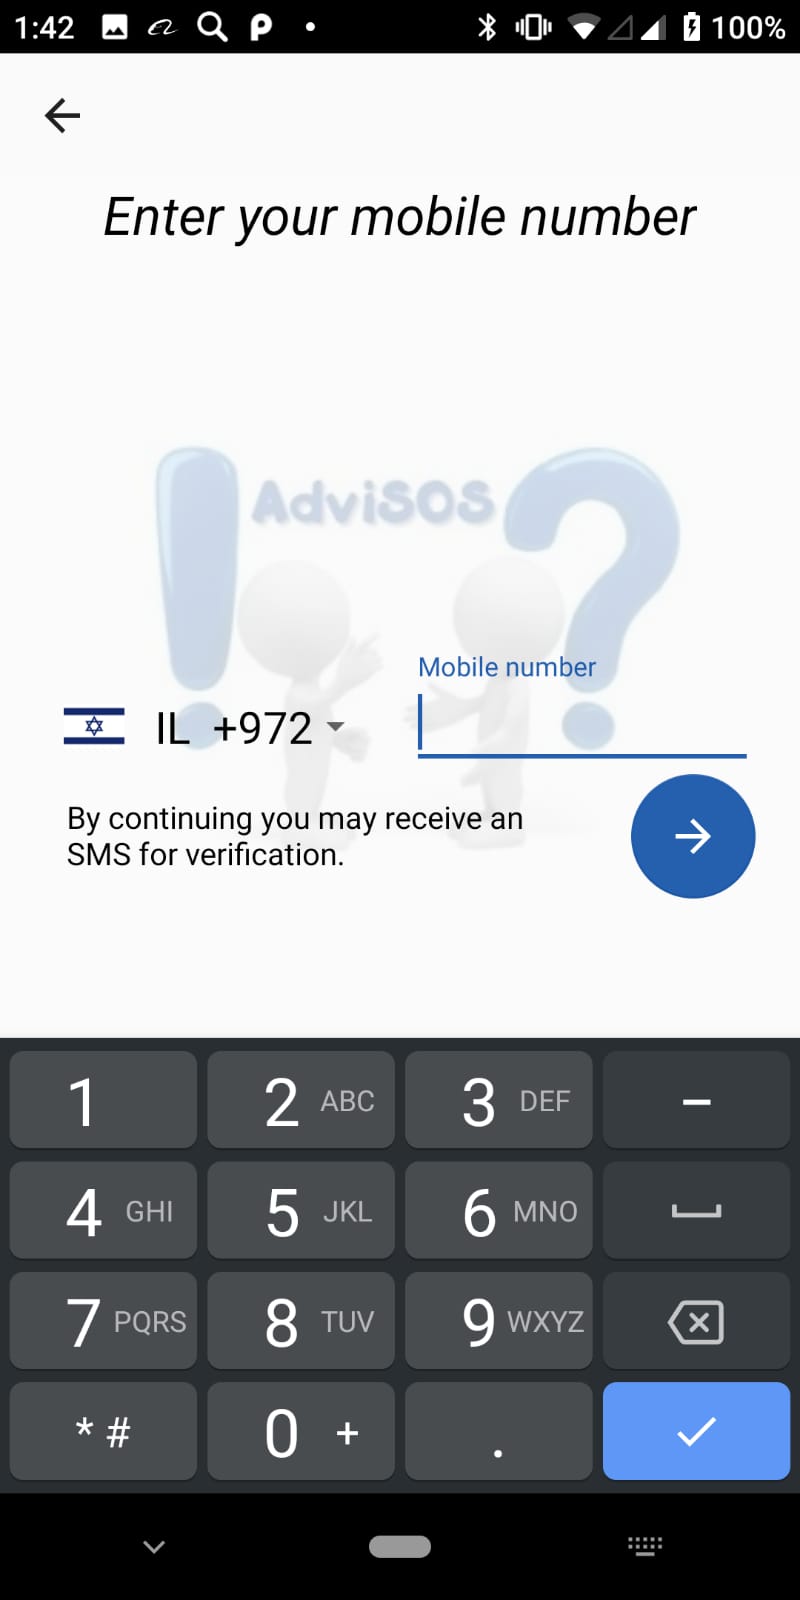 1:42
100%
Enter your mobile number
AdviSOS
Mobile number
IL +972
By continuing you may receive an
SMS for verification.
1 2 ABC 3 DEF -
4 GHI 5 JKL 6 MNO
7 PQRS 8 TUV 9 WXYZ
* # 0 + .